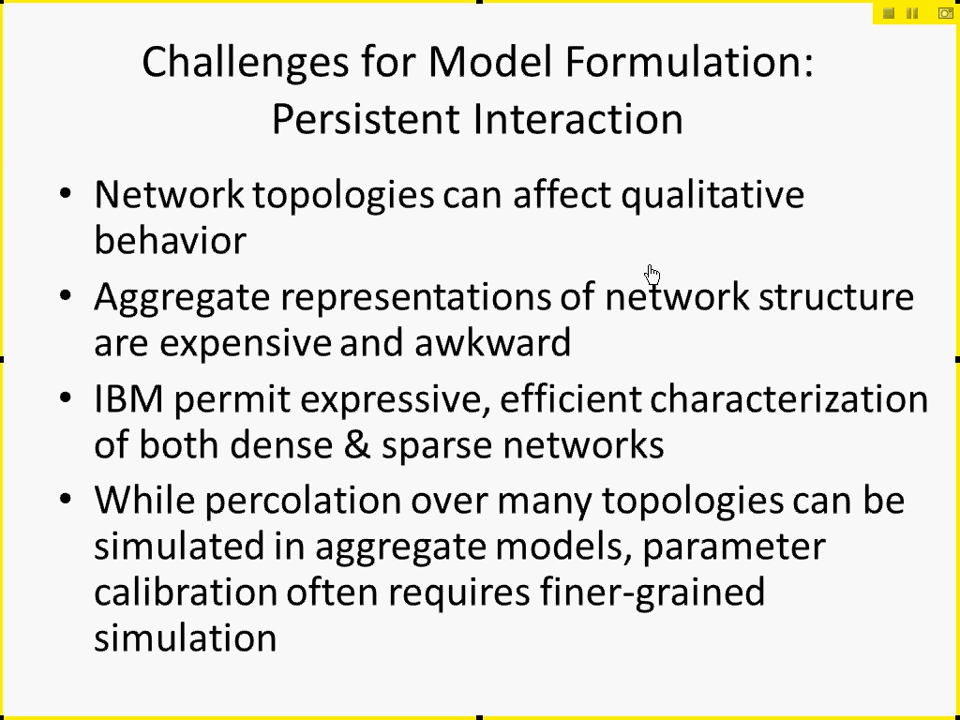 Challenges for Model Formulation:
Persistent Interaction
• Network topologies can affect qualitative
behavior
• Aggregate representations of network structure
are expensive and awkward
• IBM permit expressive, efficient characterization
of both dense & sparse networks
• While percolation over many topologies can be
simulated in aggregate models, parameter
calibration often requires finer-grained
simulation